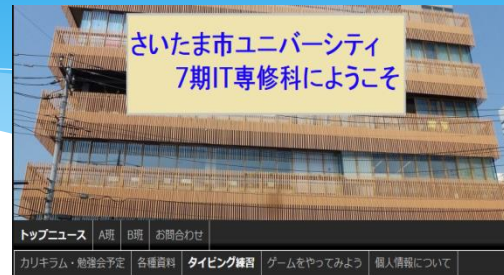 さいたま市ユニバーシティ
7期IT専修科にようこそ
トップニュース A班 B班 お問合わせ
カリキラム・勉強会予定 各種資料 タイピング練習 ゲームをやってみよう 個人情報について